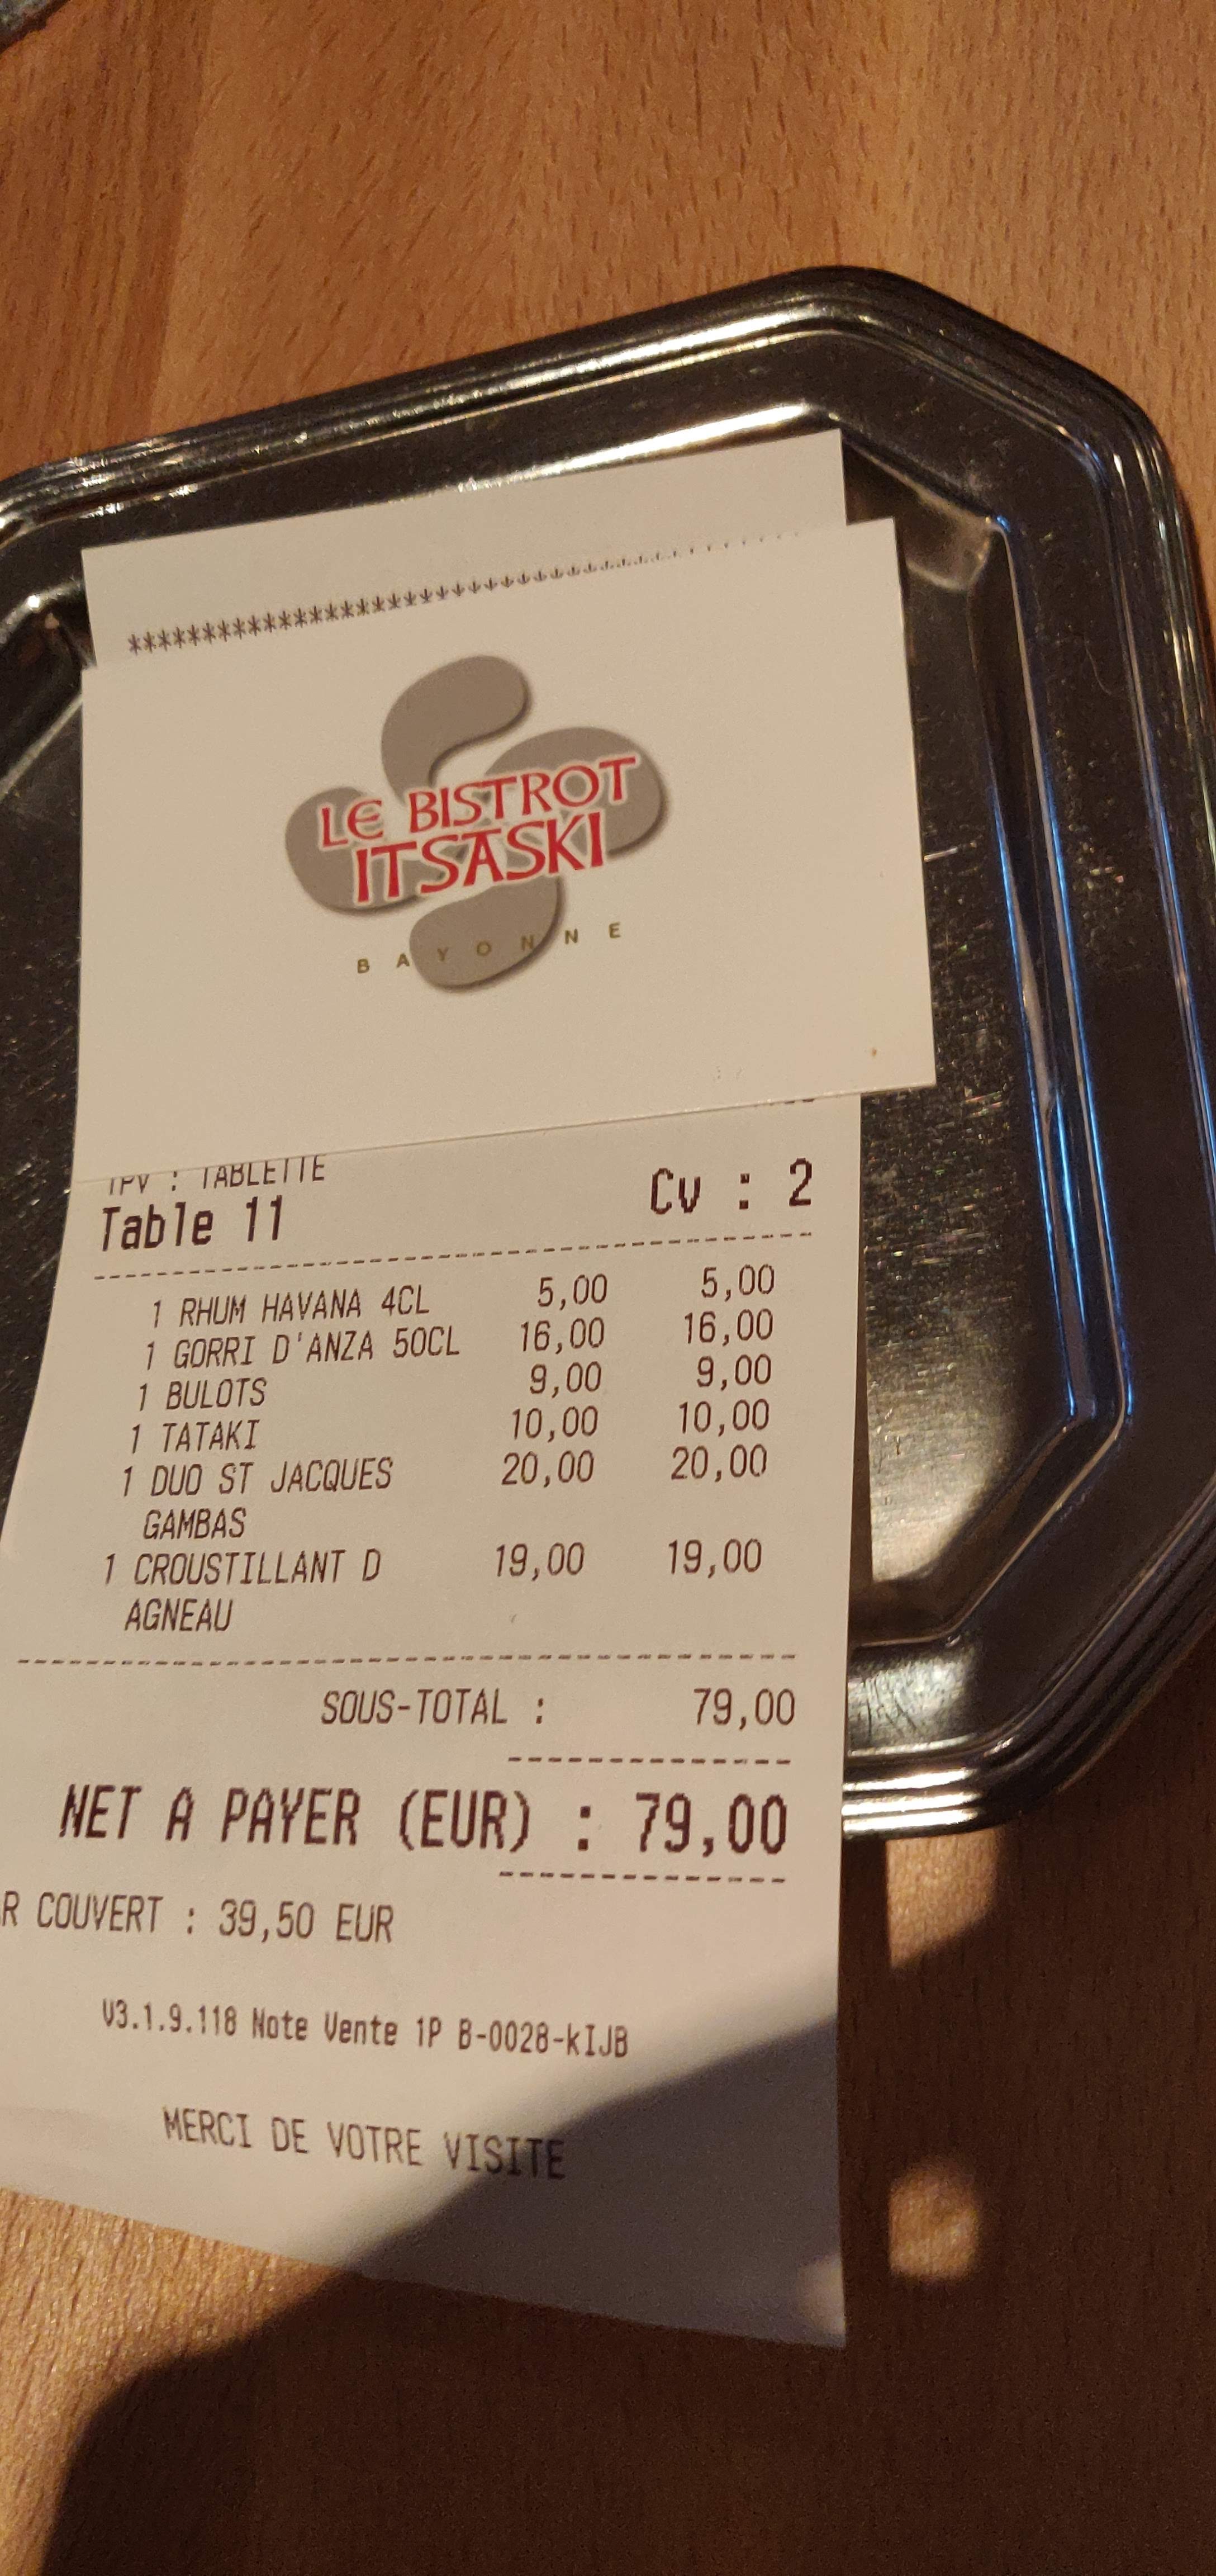 ******************************************
LE BISTROT
ITSASKI
BAYONNE
TPV : TABLETTE
Table 11 Cv : 2
1 RHUM HAVANA 4CL 5,00 5,00
1 GORRI D'ANZA 50CL 16,00 16,00
1 BULOTS 9,00 9,00
1 TATAKI 10,00 10,00
1 DUO ST JACQUES 20,00 20,00
GAMBAS
1 CROUSTILLANT D 19,00 19,00
AGNEAU
SOUS-TOTAL : 79,00
NET A PAYER (EUR) : 79,00
R COUVERT : 39,50 EUR
V3.1.9.118 Note Vente 1P B-0028-kIJB
MERCI DE VOTRE VISITE